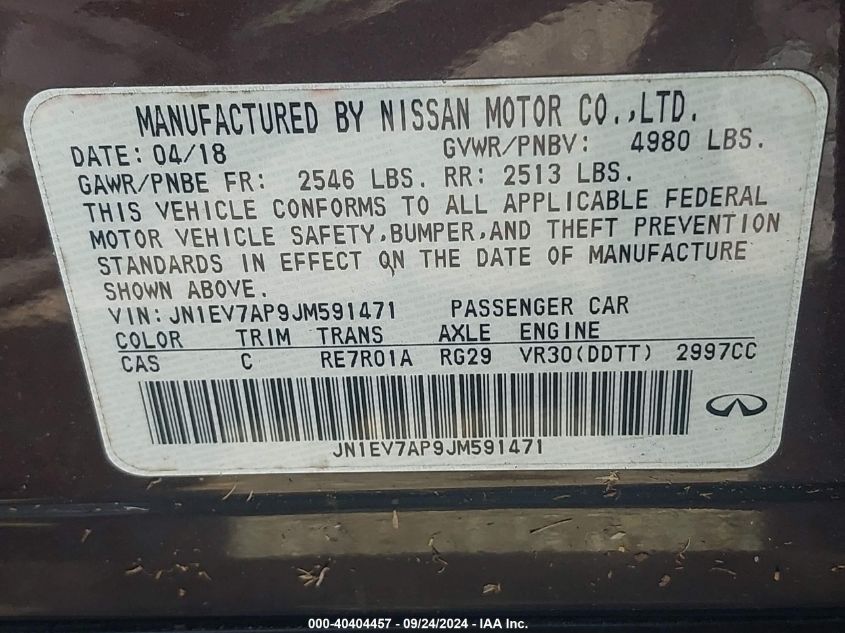 MANUFACTURED BY NISSAN MOTOR CO.,LTD.
DATE: 04/18 GVWR/PNBV: 4980 LBS.
GAWR/PNBE FR: 2546 LBS. RR: 2513 LBS.
THIS VEHICLE CONFORMS TO ALL APPLICABLE FEDERAL
MOTOR VEHICLE SAFETY,BUMPER,AND THEFT PREVENTION
STANDARDS IN EFFECT ON THE DATE OF MANUFACTURE
SHOWN ABOVE.
VIN: JN1EV7AP9JM591471 PASSENGER CAR
COLOR TRIM TRANS AXLE ENGINE
CAS C RE7R01A RG29 VR30(DDTT) 2997CC
JN1EV7AP9JM591471
000-40404457 - 09/24/2024 - IAA Inc.